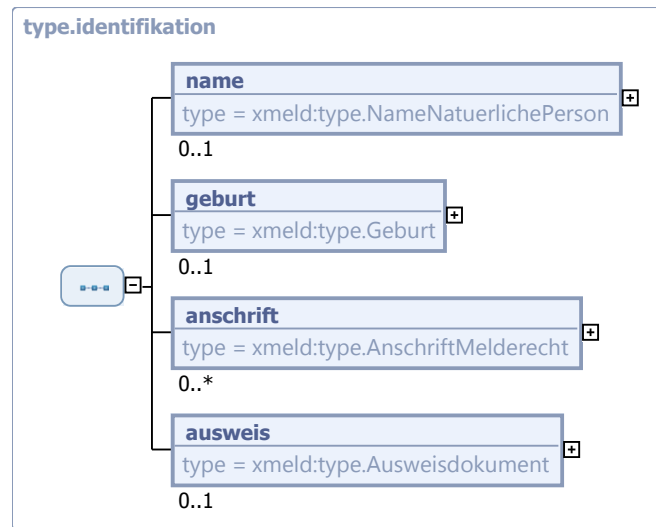 type.identifikation
name
type = xmeld:type.NameNatuerlichePerson
0..1
geburt
type = xmeld:type.Geburt
0..1
anschrift
type = xmeld:type.AnschriftMelderecht
0..*
ausweis
type = xmeld:type.Ausweisdokument
0..1